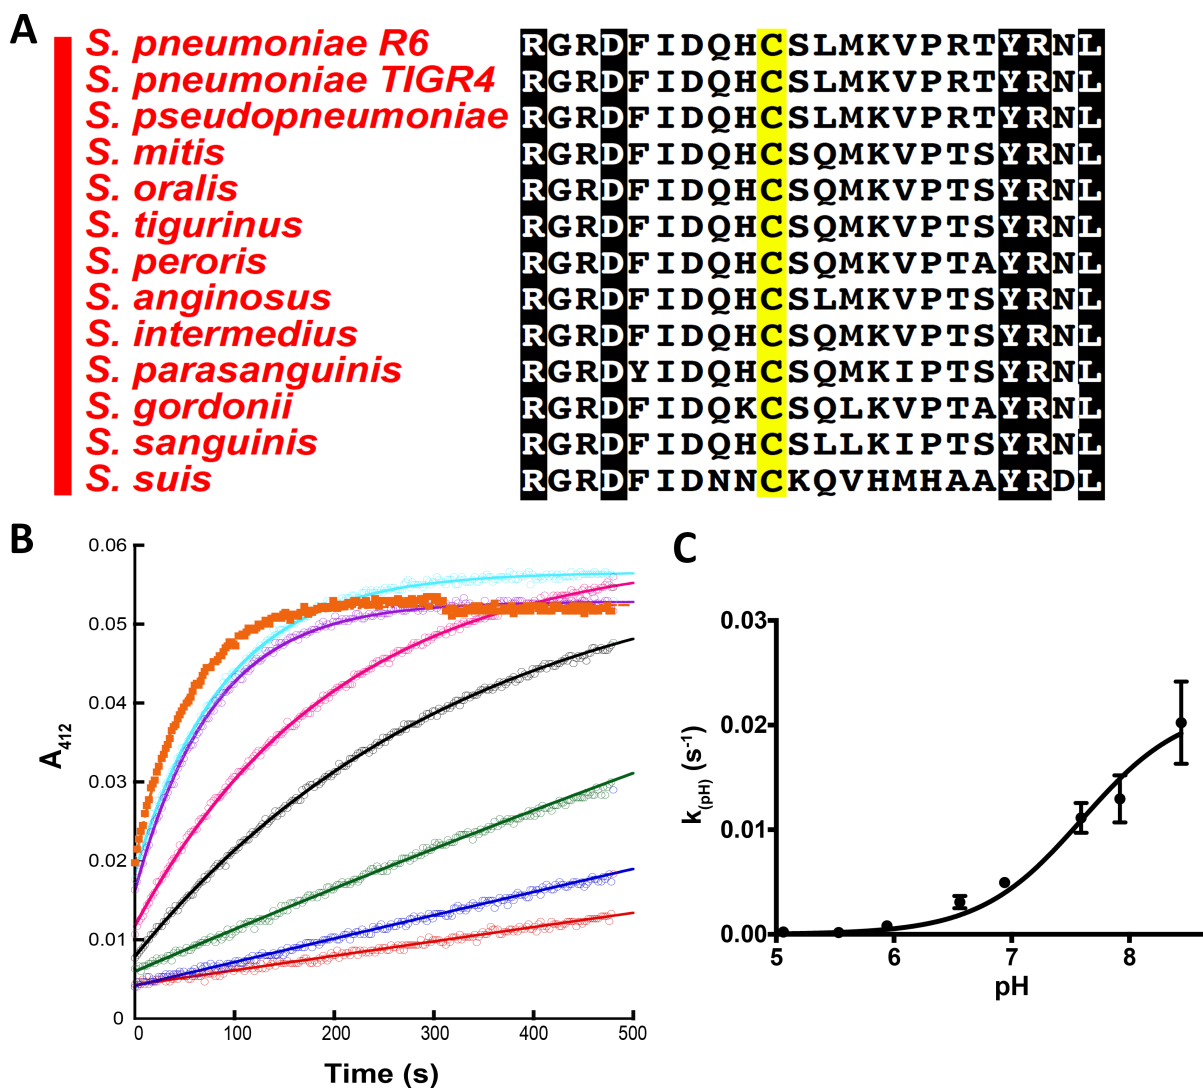 A
S. pneumoniae R6 RGRDFIDQHCSLMKVPRTYRNL
S. pneumoniae TIGR4 RGRDFIDQHCSLMKVPRTYRNL
S. pseudopneumoniae RGRDFIDQHCSLMKVPRTYRNL
S. mitis RGRDFIDQHCSQMKVPTSYRNL
S. oralis RGRDFIDQHCSQMKVPTSYRNL
S. tigurinus RGRDFIDQHCSQMKVPTSYRNL
S. peroris RGRDFIDQHCSQMKVPTAYRNL
S. anginosus RGRDFIDQHCSLMKVPTSYRNL
S. intermedius RGRDFIDQHCSQMKVPTSYRNL
S. parasanguinis RGRDYIDQHCSQMKIPTSYRNL
S. gordonii RGRDFIDQKCSQLKVPTAYRNL
S. sanguinis RGRDFIDQHCSLLKIPTSYRNL
S. suis RGRDFIDNNCKQVHMHAAYRDL
B
0.06
0.05
0.04
0.03
0.02
0.01
0
A412
0 100 200 300 400 500
Time (s)
C
0.03
0.02
0.01
0.00
k(pH) (s-1)
5 6 7 8
pH